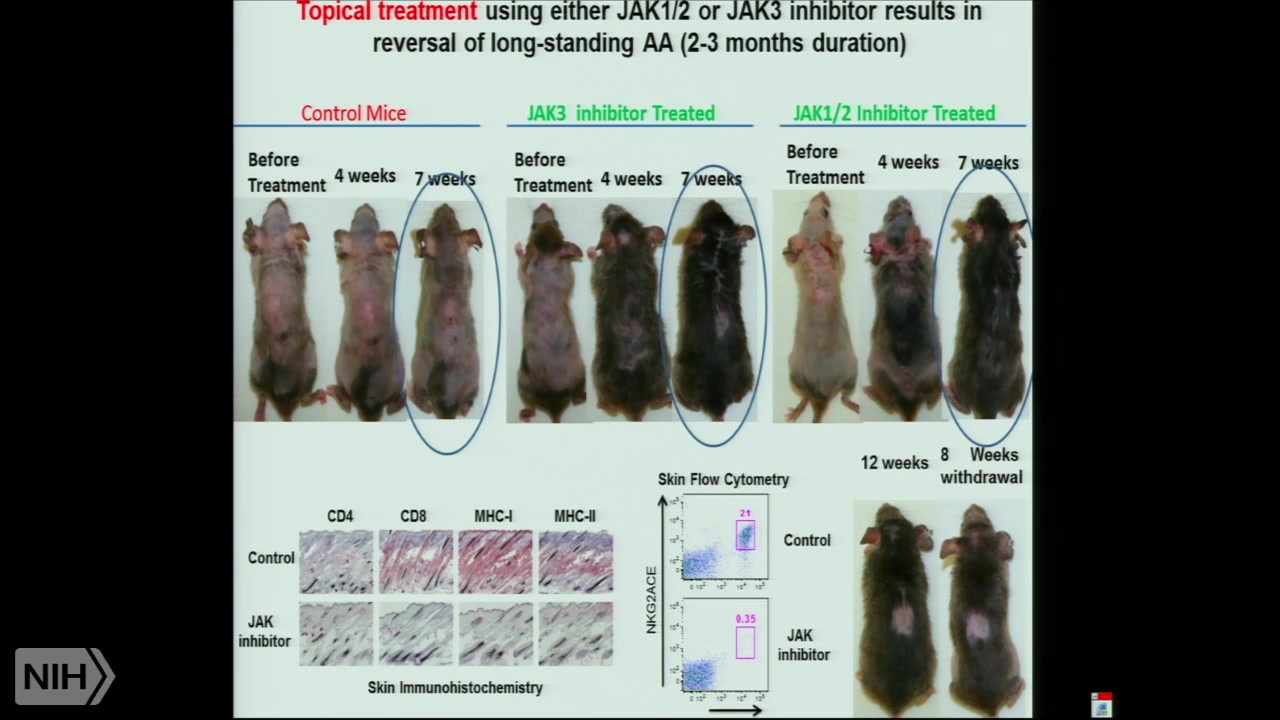 Topical treatment using either JAK1/2 or JAK3 inhibitor results in
reversal of long-standing AA (2-3 months duration)
Control Mice
JAK3 inhibitor Treated
JAK1/2 Inhibitor Treated
Before
Treatment
4 weeks
7 weeks
Before
Treatment
4 weeks
7 weeks
Before
Treatment
4 weeks
7 weeks
12 weeks
8 Weeks
withdrawal
Skin Flow Cytometry
CD4
CD8
MHC-I
MHC-II
Control
JAK
inhibitor
Skin Immunohistochemistry
NKG2ACE
21
0.35
Control
JAK
inhibitor
NIH